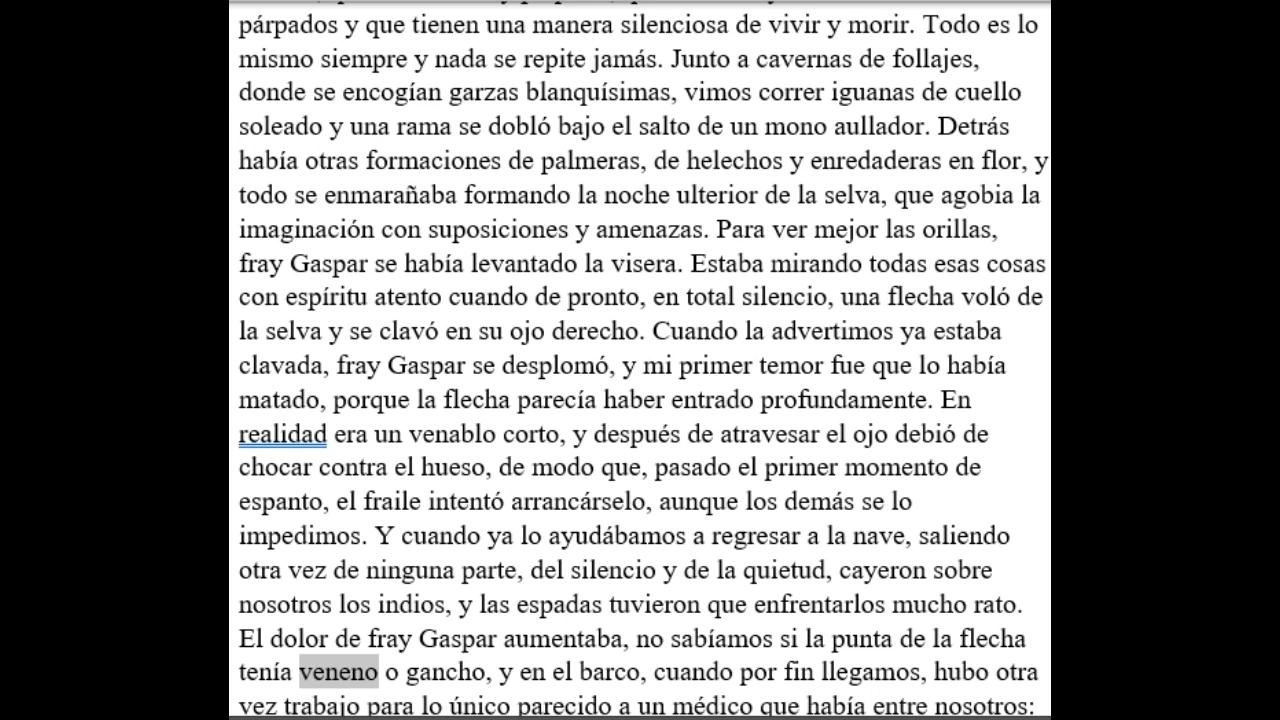 párpados y que tienen una manera silenciosa de vivir y morir. Todo es lo
mismo siempre y nada se repite jamás. Junto a cavernas de follajes,
donde se encogían garzas blanquísimas, vimos correr iguanas de cuello
soleado y una rama se dobló bajo el salto de un mono aullador. Detrás
había otras formaciones de palmeras, de helechos y enredaderas en flor, y
todo se enmarañaba formando la noche ulterior de la selva, que agobia la
imaginación con suposiciones y amenazas. Para ver mejor las orillas,
fray Gaspar se había levantado la visera. Estaba mirando todas esas cosas
con espíritu atento cuando de pronto, en total silencio, una flecha voló de
la selva y se clavó en su ojo derecho. Cuando la advertimos ya estaba
clavada, fray Gaspar se desplomó, y mi primer temor fue que lo había
matado, porque la flecha parecía haber entrado profundamente. En
realidad era un venablo corto, y después de atravesar el ojo debió de
chocar contra el hueso, de modo que, pasado el primer momento de
espanto, el fraile intentó arrancárselo, aunque los demás se lo
impedimos. Y cuando ya lo ayudábamos a regresar a la nave, saliendo
otra vez de ninguna parte, del silencio y de la quietud, cayeron sobre
nosotros los indios, y las espadas tuvieron que enfrentarlos mucho rato.
El dolor de fray Gaspar aumentaba, no sabíamos si la punta de la flecha
tenía veneno o gancho, y en el barco, cuando por fin llegamos, hubo otra
vez trabajo para lo único parecido a un médico que había entre nosotros: